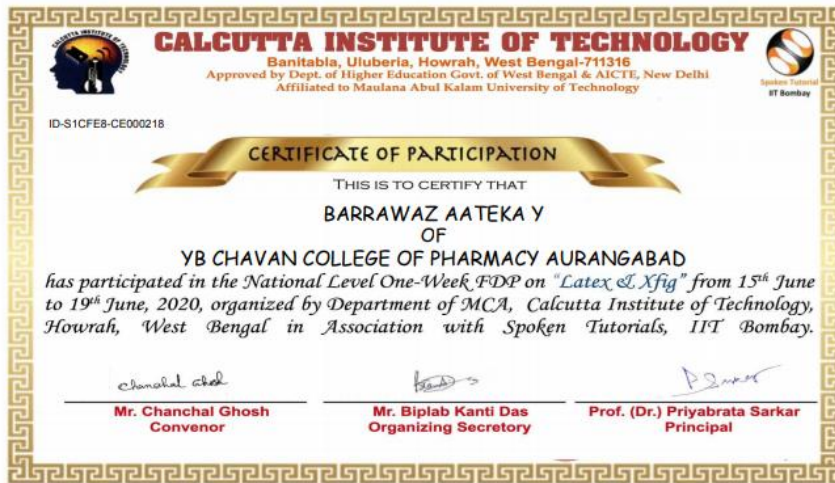 CALCUTTA INSTITUTE OF TECHNOLOGY
Banitabla, Uluberia, Howrah, West Bengal-711316
Approved by Dept. of Higher Education Govt. of West Bengal & AICTE, New Delhi
Affiliated to Maulana Abul Kalam University of Technology
Spoken Tutorial
IIT Bombay
ID-S1CFE8-CE000218
CERTIFICATE OF PARTICIPATION
THIS IS TO CERTIFY THAT
BARRAWAZ AATEKA Y
OF
YB CHAVAN COLLEGE OF PHARMACY AURANGABAD
has participated in the National Level One-Week FDP on "Latex & Xfig" from 15th June
to 19th June, 2020, organized by Department of MCA, Calcutta Institute of Technology,
Howrah, West Bengal in Association with Spoken Tutorials, IIT Bombay.
Mr. Chanchal Ghosh
Convenor
Mr. Biplab Kanti Das
Organizing Secretory
Prof. (Dr.) Priyabrata Sarkar
Principal